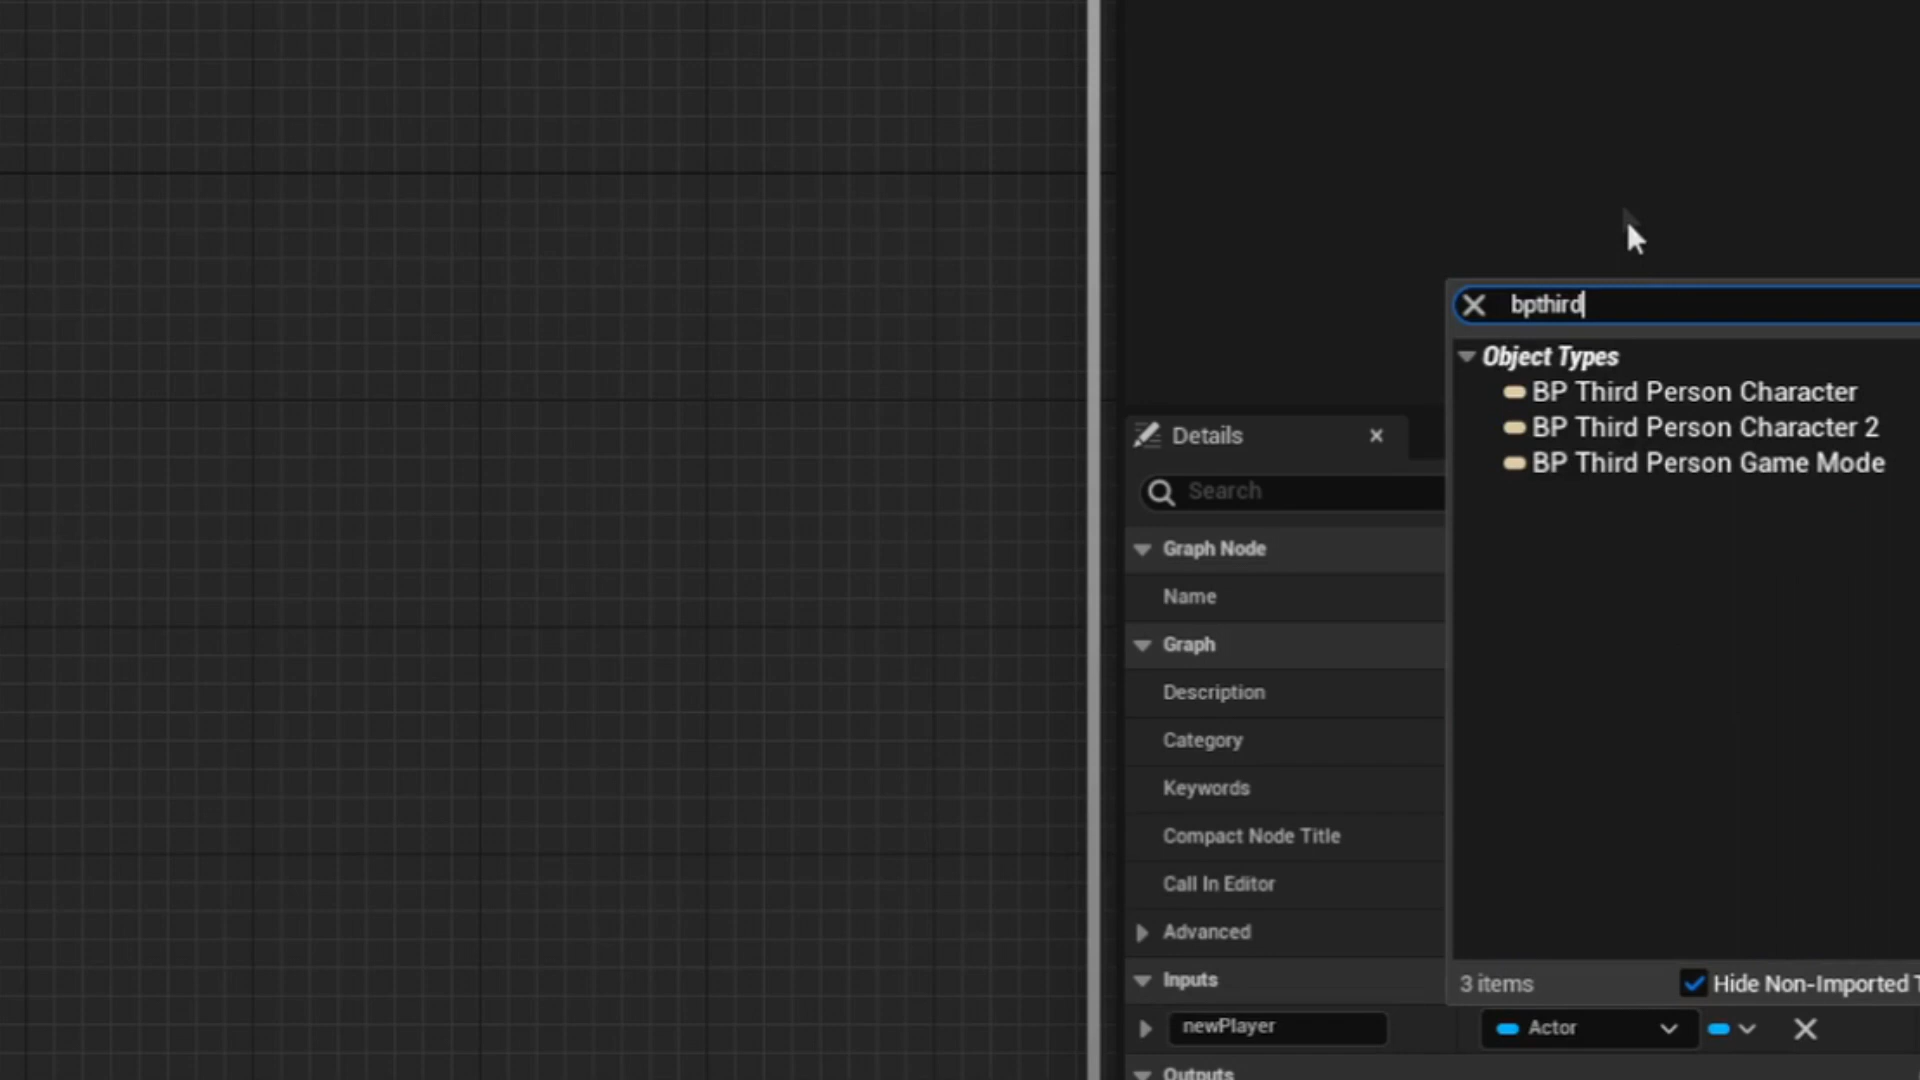 bpthird
Object Types
BP Third Person Character
BP Third Person Character 2
BP Third Person Game Mode
Details
Search
Graph Node
Name
Graph
Description
Category
Keywords
Compact Node Title
Call In Editor
Advanced
Inputs
3 items
Hide Non-Imported T
newPlayer
Actor
Outputs